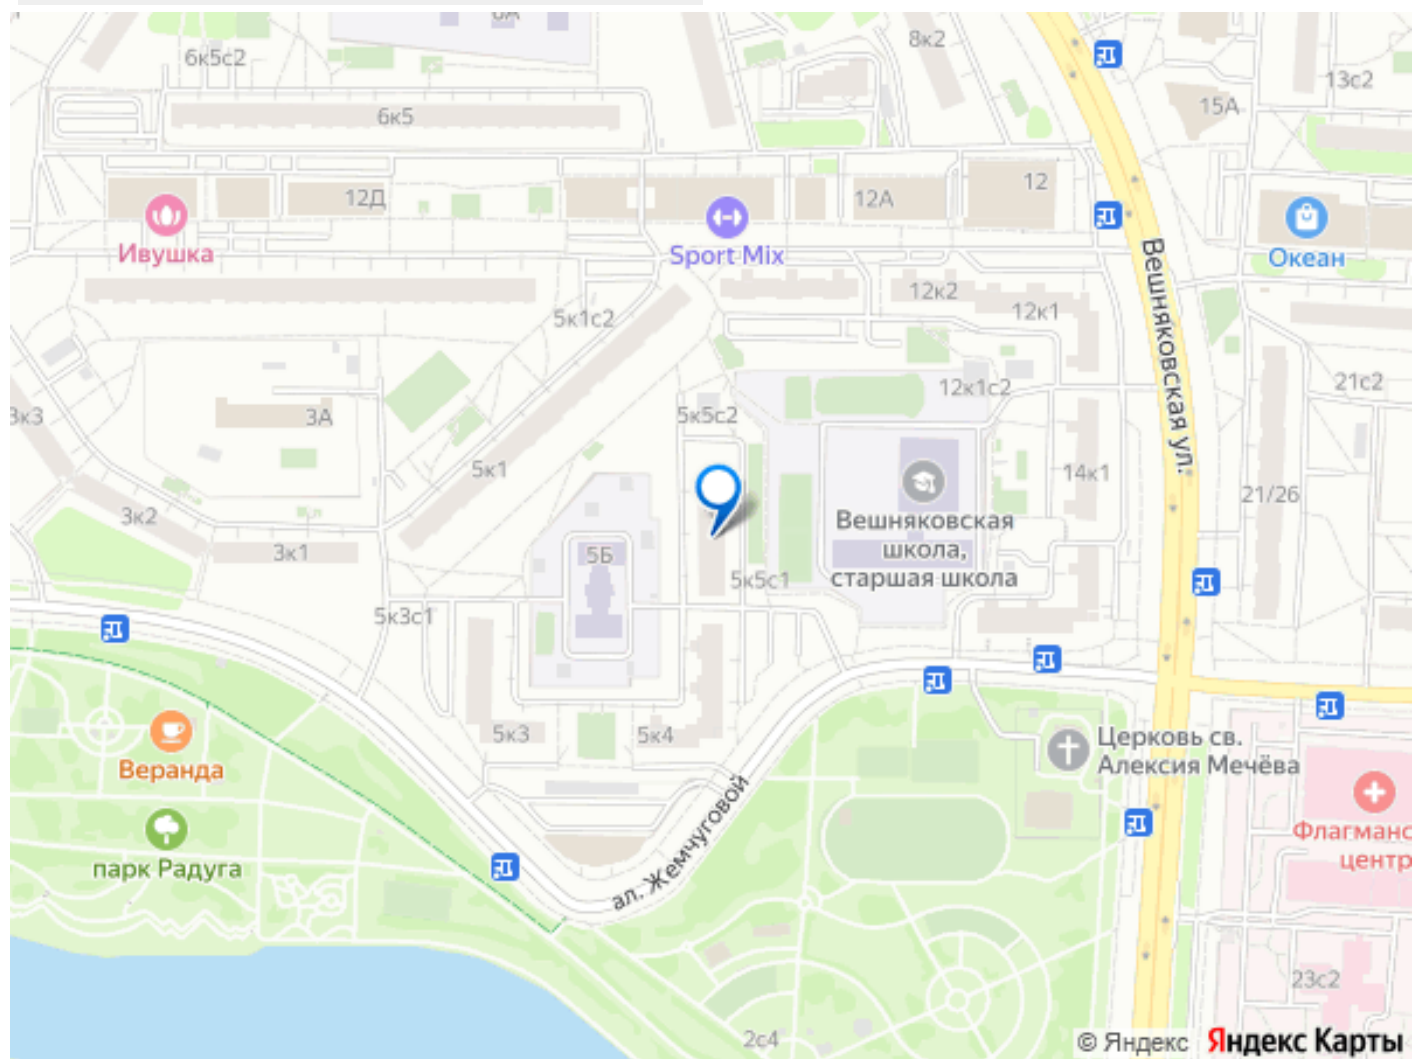 6А
6к5с2
8к2
13с2
15А
6к5
12Д
12А
12
Ивушка
Sport Mix
Океан
Вешняковская ул.
5к1с2
12к2
12к1
12к1с2
21с2
3к3
3А
5к5с2
5к1
14к1
21/26
3к2
3к1
5Б
Вешняковская
школа,
старшая школа
5к5с1
5к3с1
5к3
5к4
Веранда
Церковь св.
Алексия Мечёва
парк Радуга
ал. Жемчуговой
Флагманс
центр
23с2
2с4
© Яндекс Яндекс Карты